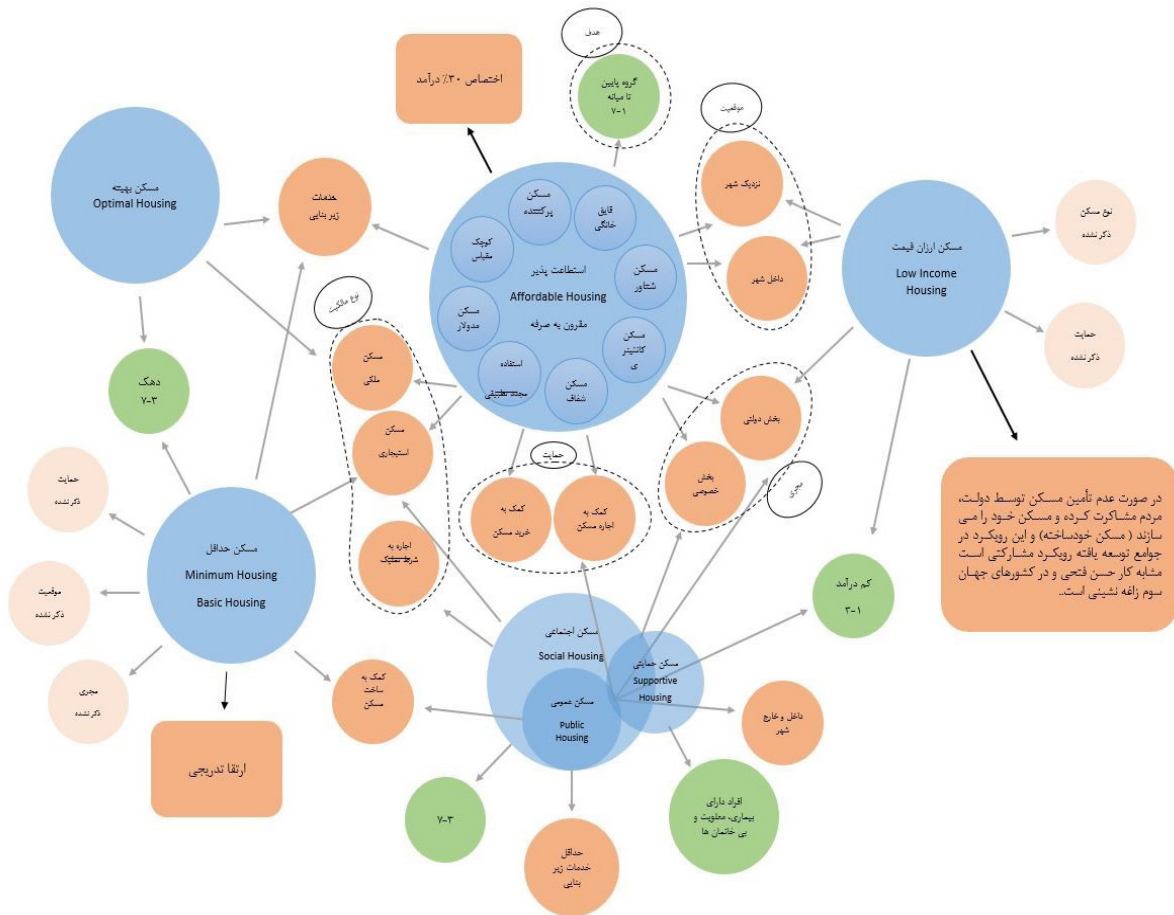 هدف
گروه پایین
تا میانه
۷-۱
اختصاص ۳۰٪ درآمد
موقعیت
نزدیک شهر
داخل شهر
مسکن بهینه
Optimal Housing
خدمات
زیر بنایی
مسکن
پرکننده
قایق
خانگی
کوچک
مقیاس
مسکن
شناور
مسکن
مدولار
مسکن
کانتینر
ی
استفاده
مجدد تطبیقی
مسکن
شفاف
استطاعت پذیر
Affordable Housing
مقرون به صرفه
مسکن ارزان قیمت
Low Income
Housing
نوع مسکن
ذکر نشده
حمایت
ذکر نشده
نوع مالکیت
مسکن
ملکی
مسکن
استیجاری
اجاره به
شرط تملیک
دهک
۷-۳
بخش دولتی
بخش
خصوصی
مجری
حمایت
کمک به
خرید مسکن
کمک به
اجاره مسکن
در صورت عدم تأمین مسکن توسط دولت،
مردم مشاکرت کرده و مسکن خود را می
سازند ( مسکن خودساخته) و این رویکرد در
جوامع توسعه یافته رویکرد مشارکتی است
مشابه کار حسن فتحی و در کشورهای جهان
سوم زاغه نشینی است..
حمایت
ذکر نشده
موقعیت
ذکر نشده
مجری
ذکر نشده
مسکن حداقل
Minimum Housing
Basic Housing
ارتقا تدریجی
کمک به
ساخت
مسکن
مسکن اجتماعی
Social Housing
مسکن حمایتی
Supportive
Housing
مسکن عمومی
Public
Housing
کم درآمد
۳-۱
داخل و خارج
شهر
افراد دارای
بیماری، معلولیت و
بی خانمان ها
۷-۳
حداقل
خدمات زیر
بنایی